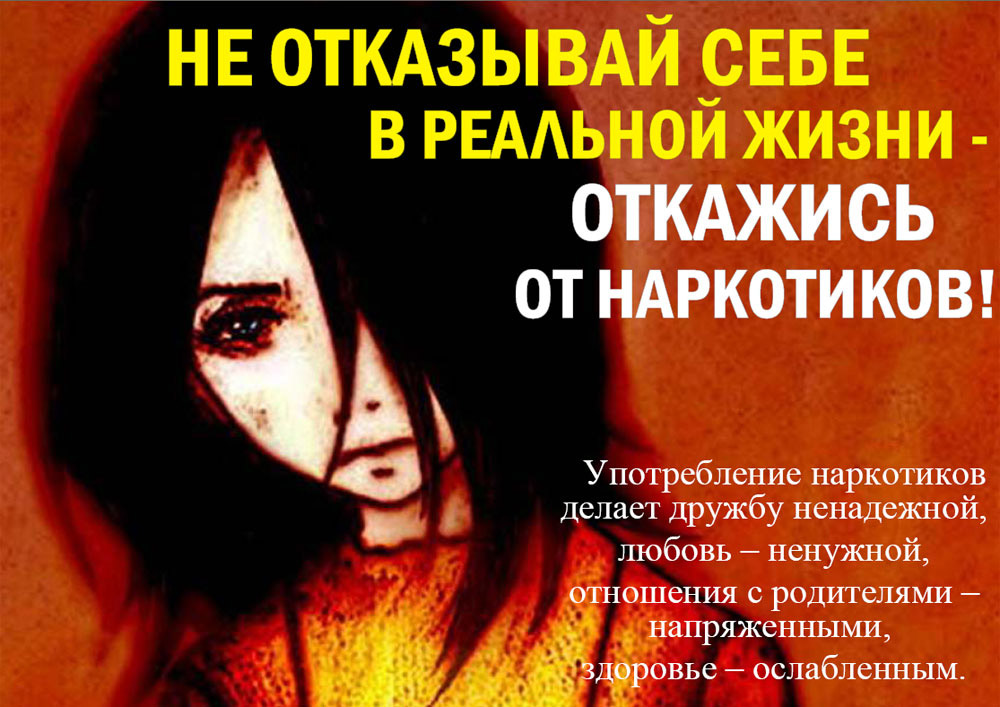 НЕ ОТКАЗЫВАЙ СЕБЕ
В РЕАЛЬНОЙ ЖИЗНИ -
ОТКАЖИСЬ
ОТ НАРКОТИКОВ!
Употребление наркотиков
делает дружбу ненадежной,
любовь – ненужной,
отношения с родителями –
напряженными,
здоровье – ослабленным.